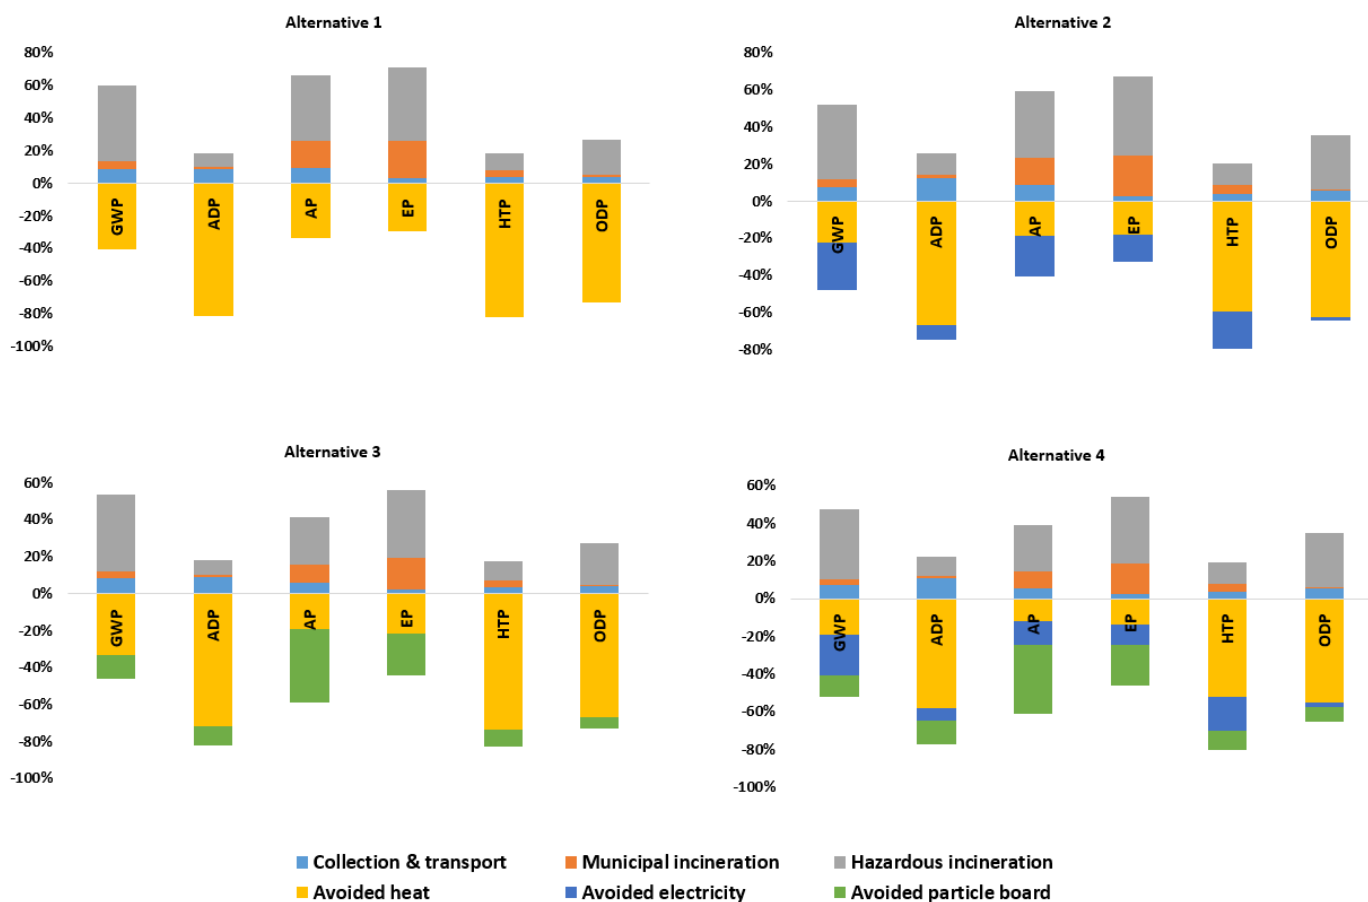 Alternative 1
80%
60%
40%
20%
0%
-20%
-40%
-60%
-80%
-100%
GWP
ADP
AP
EP
HTP
ODP
Alternative 2
80%
60%
40%
20%
0%
-20%
-40%
-60%
-80%
GWP
ADP
AP
EP
HTP
ODP
Alternative 3
60%
40%
20%
0%
-20%
-40%
-60%
-80%
-100%
GWP
ADP
AP
EP
HTP
ODP
Alternative 4
60%
40%
20%
0%
-20%
-40%
-60%
-80%
-100%
GWP
ADP
AP
EP
HTP
ODP
Collection & transport
Municipal incineration
Hazardous incineration
Avoided heat
Avoided electricity
Avoided particle board